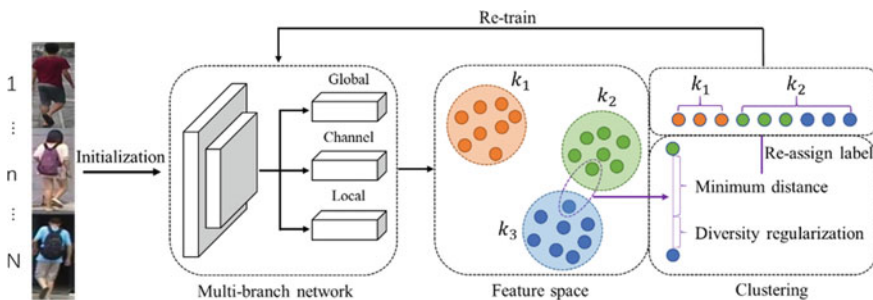 Re-train
1
⋮
n
⋮
N
Initialization
Global
Channel
Local
Multi-branch network
k₁
k₂
k₃
Feature space
k₁
k₂
Re-assign label
Minimum distance
Diversity regularization
Clustering